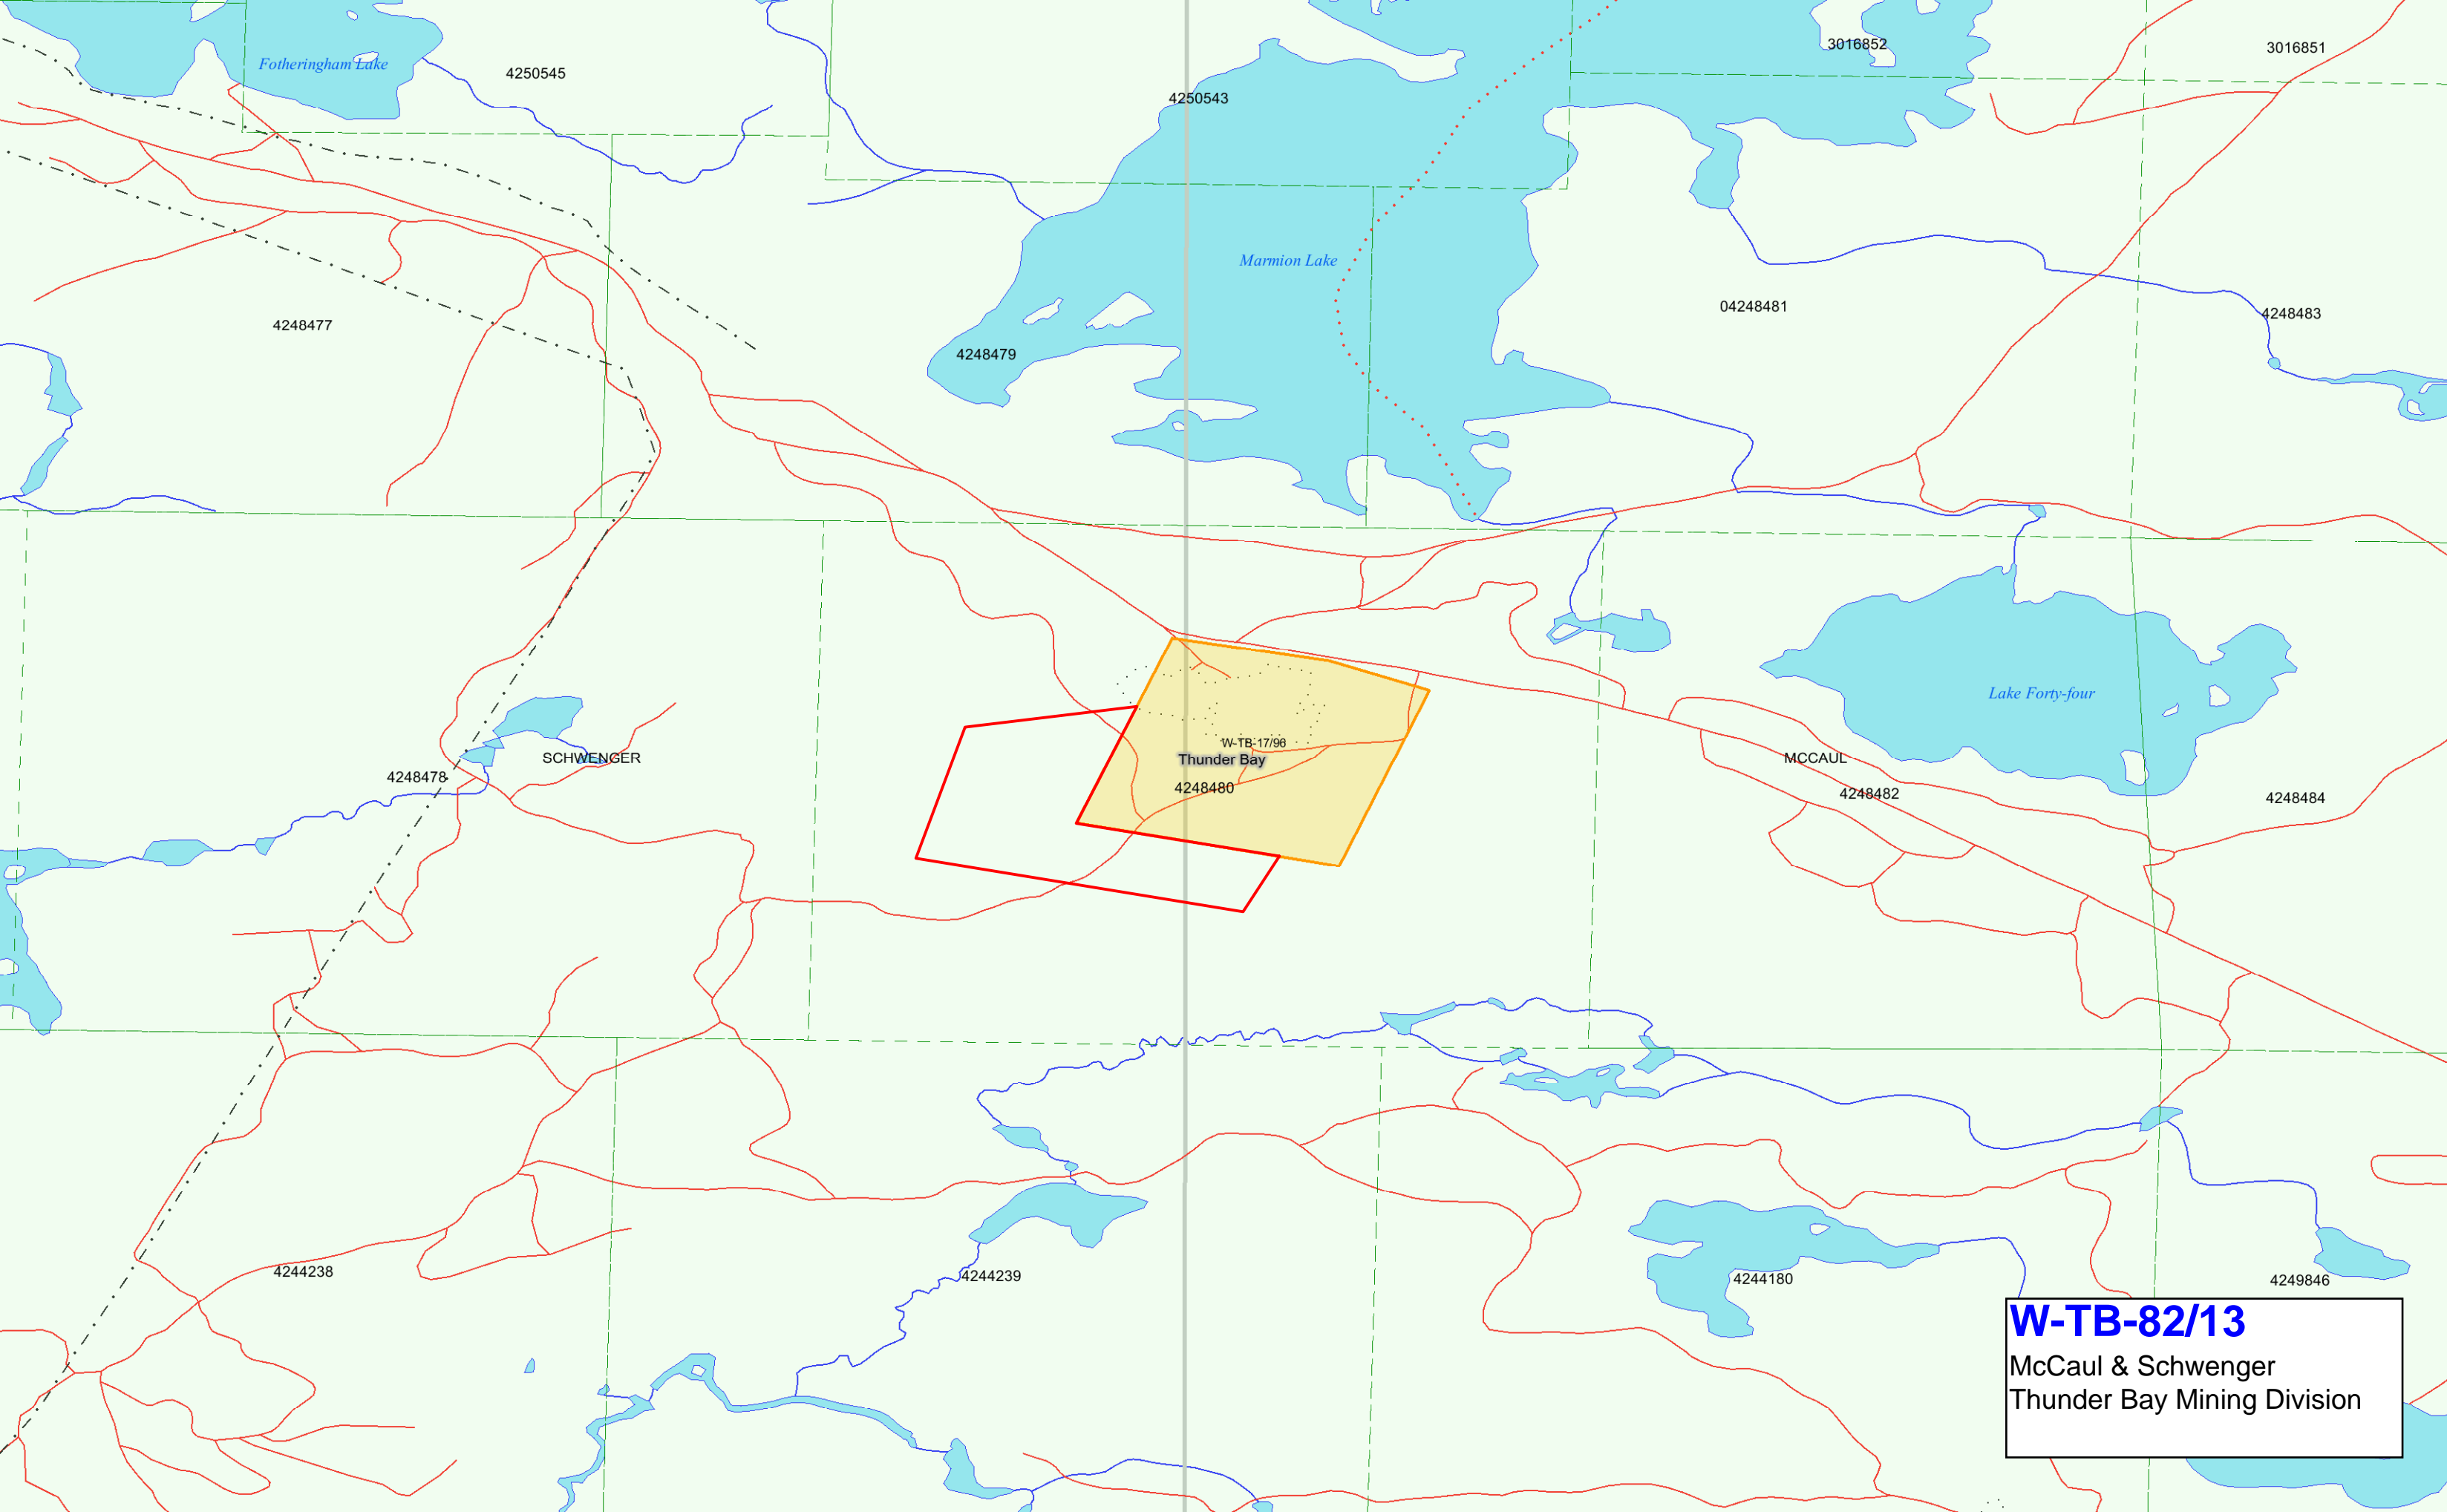 3016852
3016851
Fotheringham Lake
4250545
4250543
Marmion Lake
04248481
4248483
4248477
4248479
Lake Forty-four
W-TB-17/96
SCHWENGER
Thunder Bay
MCCAUL
4248478
4248480
4248482
4248484
4244238
4244239
4244180
4249846
W-TB-82/13
McCaul & Schwenger
Thunder Bay Mining Division